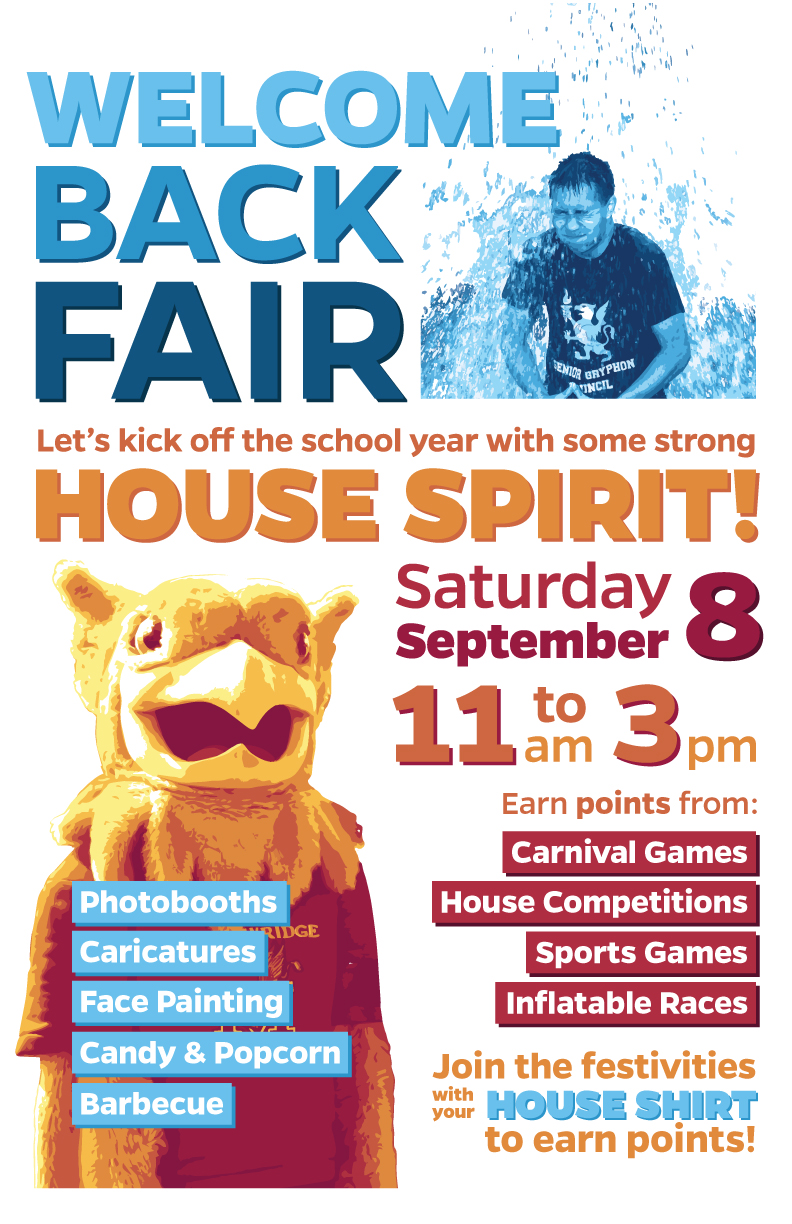 WELCOME
BACK
FAIR
SENIOR GRYPHON
COUNCIL
Let's kick off the school year with some strong
HOUSE SPIRIT!
Saturday
September 8
11 am to 3 pm
Earn points from:
Carnival Games
House Competitions
Sports Games
Inflatable Races
Photobooths
Caricatures
Face Painting
Candy & Popcorn
Barbecue
Join the festivities
with your HOUSE SHIRT
to earn points!